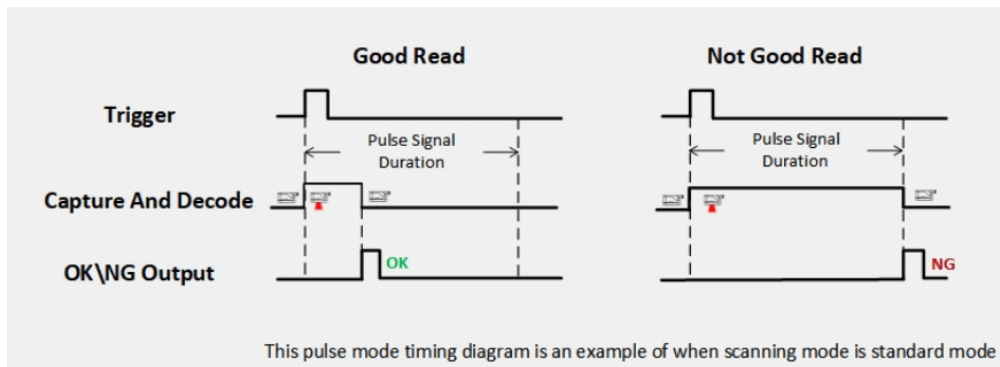 Good Read Not Good Read
Trigger
Pulse Signal
Duration
Pulse Signal
Duration
Capture And Decode
OK\NG Output
OK
NG
This pulse mode timing diagram is an example of when scanning mode is standard mode